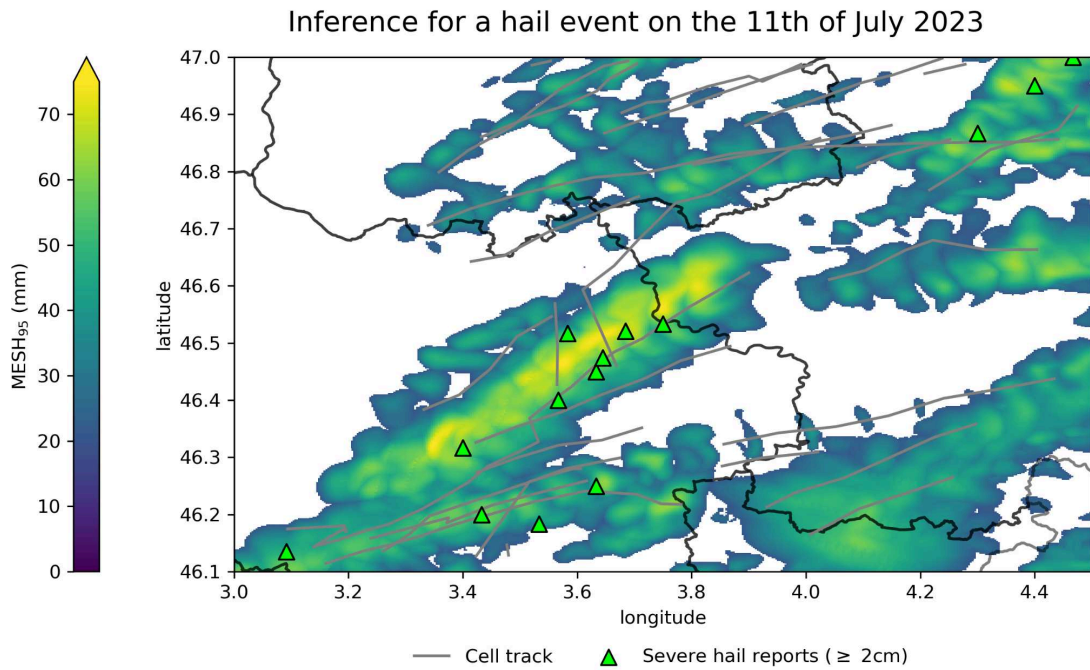 Inference for a hail event on the 11th of July 2023
MESH95 (mm)
70
60
50
40
30
20
10
0
latitude
47.0
46.9
46.8
46.7
46.6
46.5
46.4
46.3
46.2
46.1
3.0 3.2 3.4 3.6 3.8 4.0 4.2 4.4
longitude
Cell track
Severe hail reports (≥ 2cm)